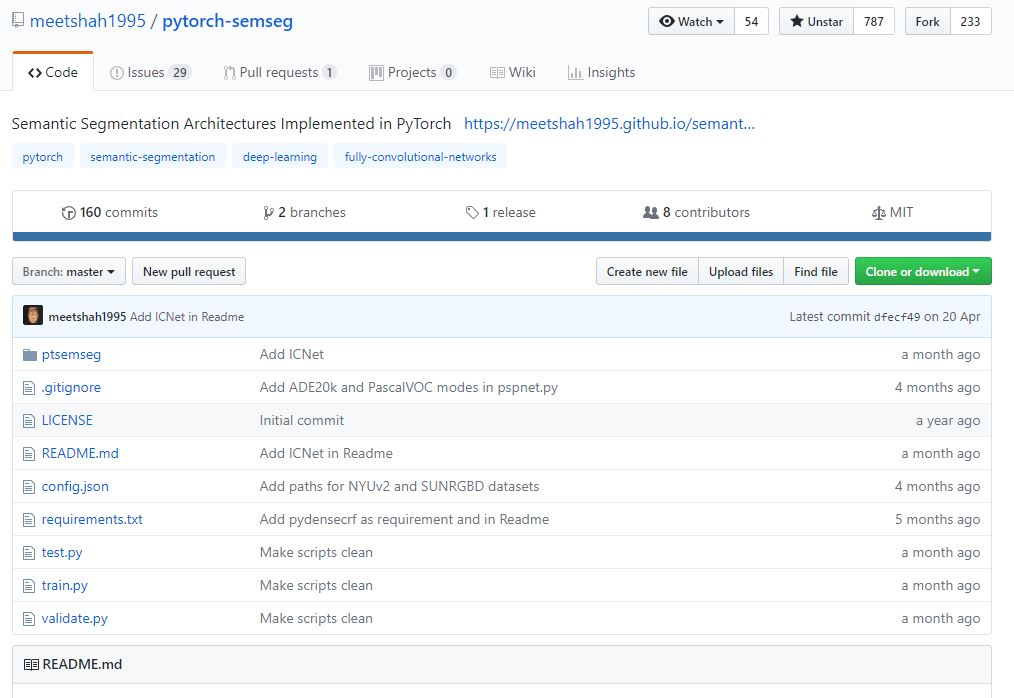 meetshah1995 / pytorch-semseg Watch 54 Unstar 787 Fork 233
Code Issues 29 Pull requests 1 Projects 0 Wiki Insights
Semantic Segmentation Architectures Implemented in PyTorch https://meetshah1995.github.io/semant...
pytorch semantic-segmentation deep-learning fully-convolutional-networks
160 commits 2 branches 1 release 8 contributors MIT
Branch: master New pull request Create new file Upload files Find file Clone or download
meetshah1995 Add ICNet in Readme Latest commit dfecf49 on 20 Apr
ptsemseg Add ICNet a month ago
.gitignore Add ADE20k and PascalVOC modes in pspnet.py 4 months ago
LICENSE Initial commit a year ago
README.md Add ICNet in Readme a month ago
config.json Add paths for NYUv2 and SUNRGBD datasets 4 months ago
requirements.txt Add pydensecrf as requirement and in Readme 5 months ago
test.py Make scripts clean a month ago
train.py Make scripts clean a month ago
validate.py Make scripts clean a month ago
README.md